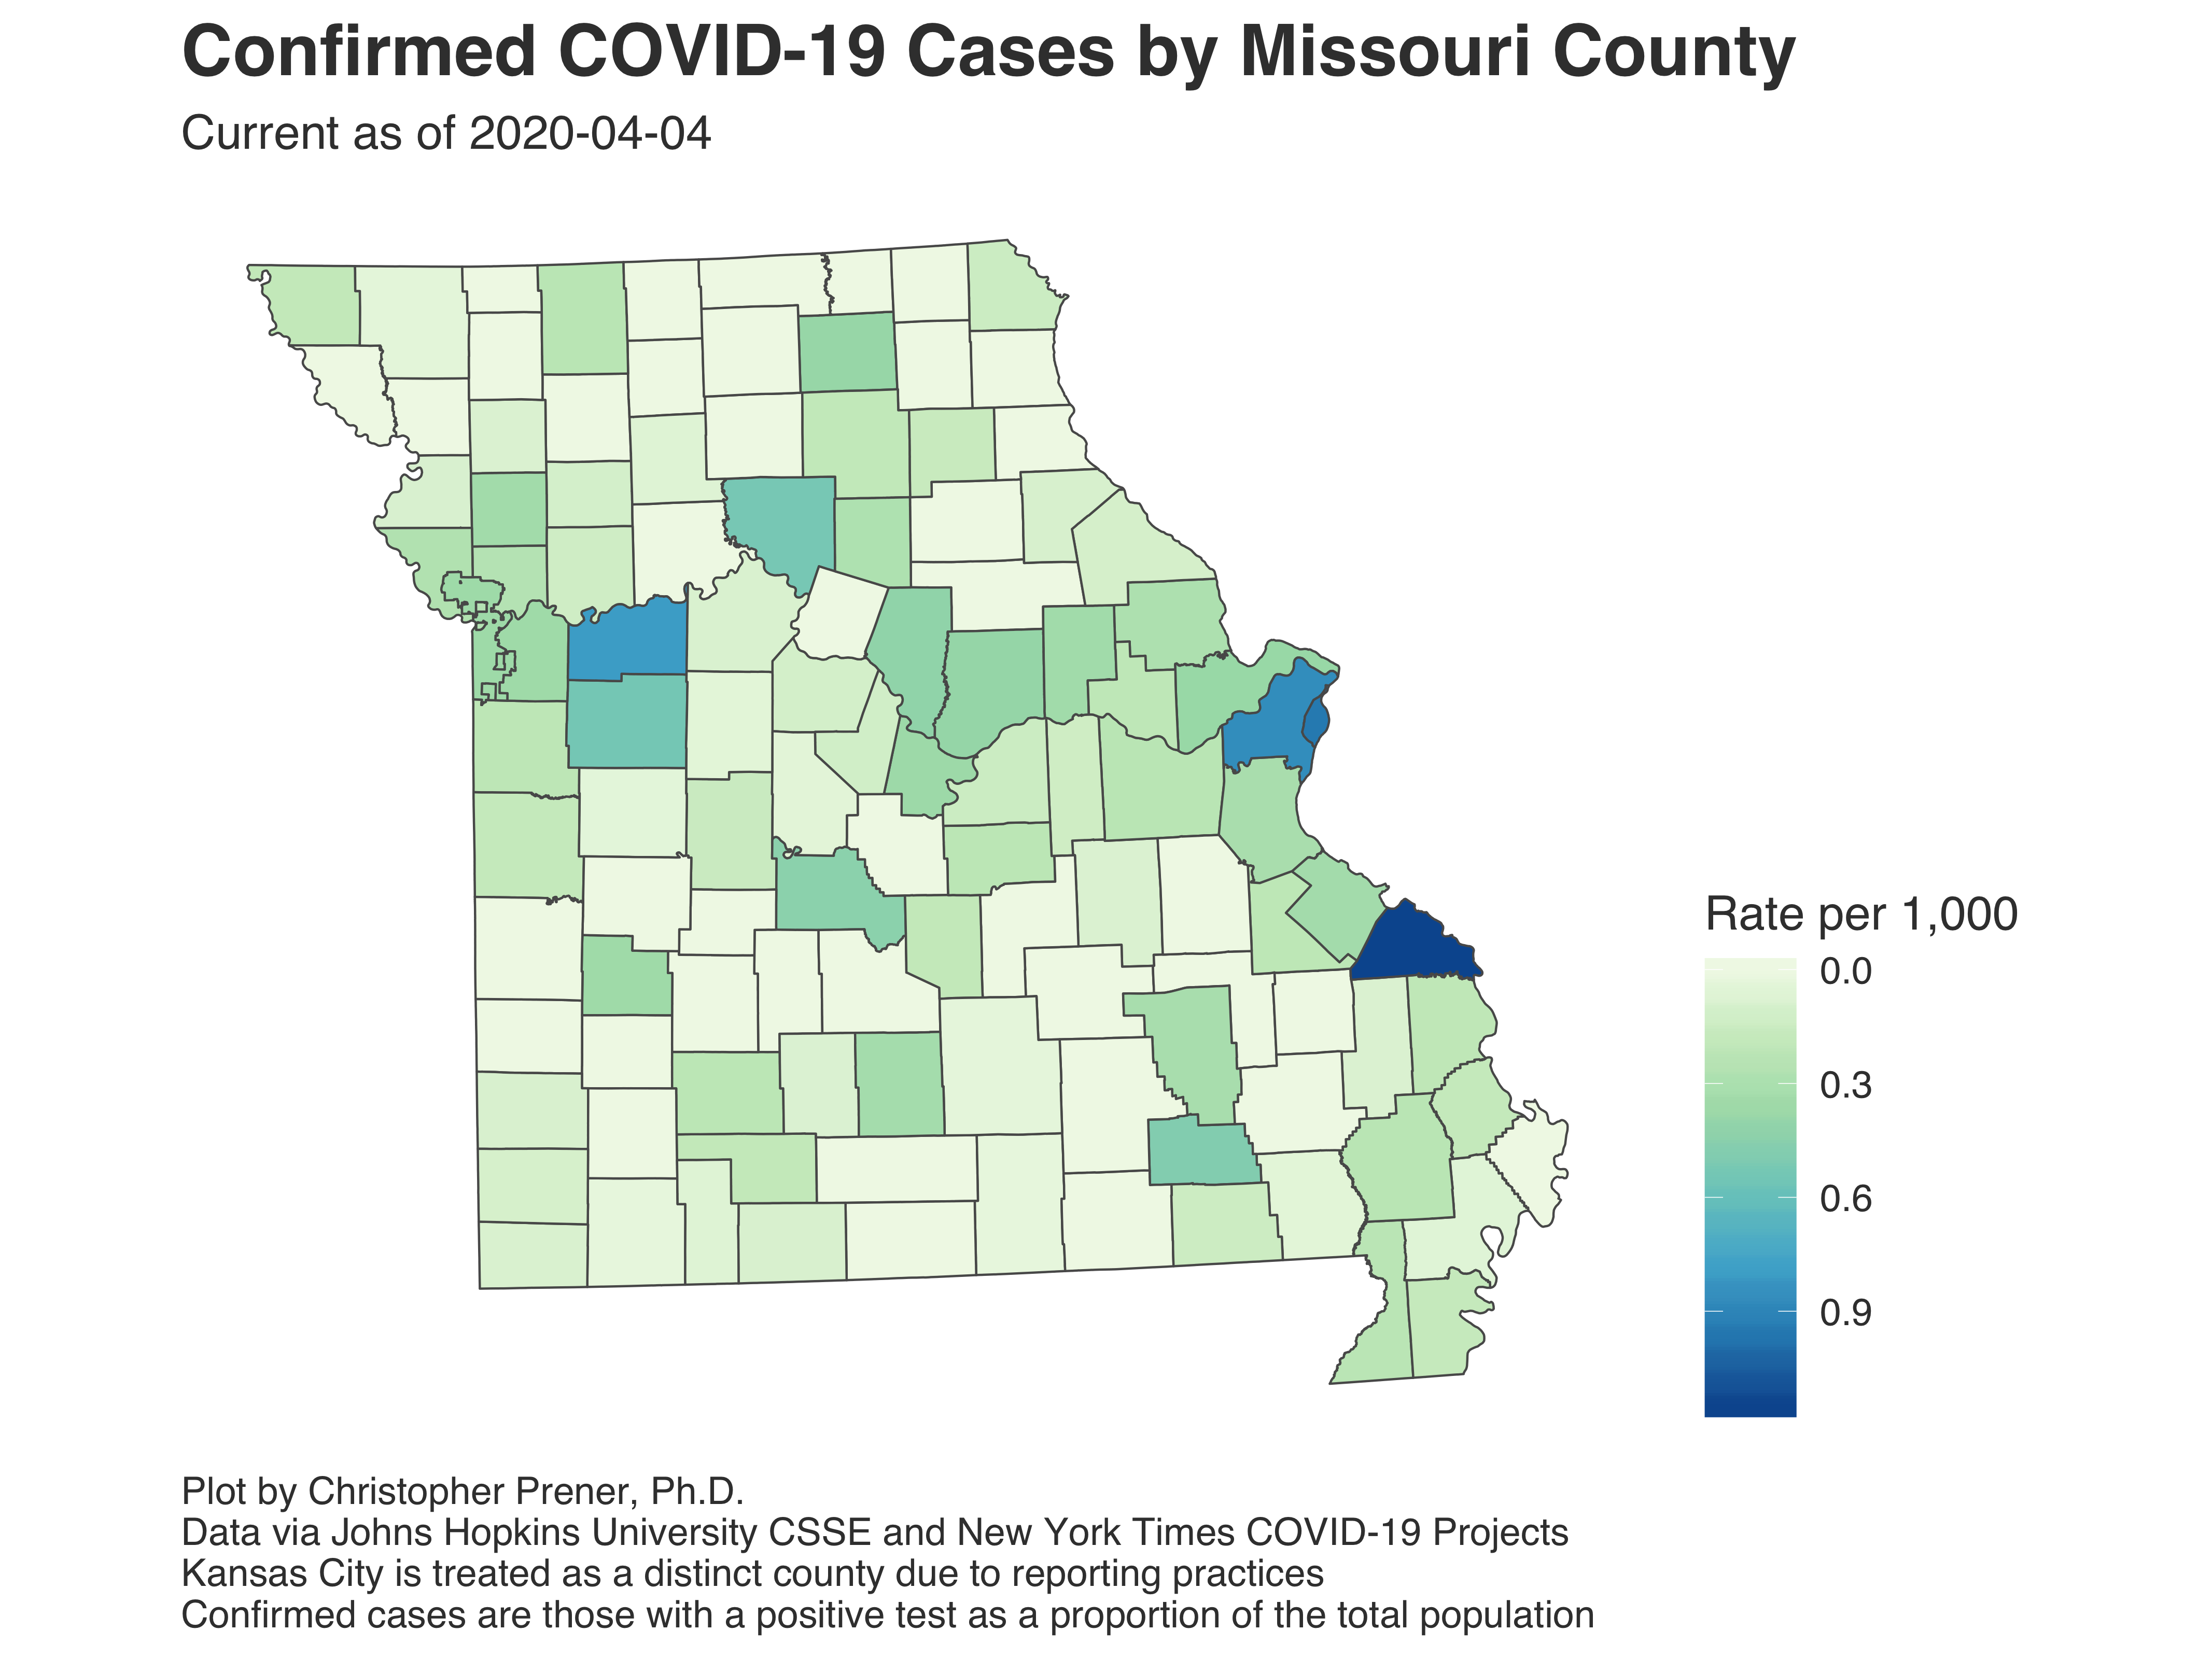 Confirmed COVID-19 Cases by Missouri County
Current as of 2020-04-04
Rate per 1,000
0.0
0.3
0.6
0.9
Plot by Christopher Prener, Ph.D.
Data via Johns Hopkins University CSSE and New York Times COVID-19 Projects
Kansas City is treated as a distinct county due to reporting practices
Confirmed cases are those with a positive test as a proportion of the total population